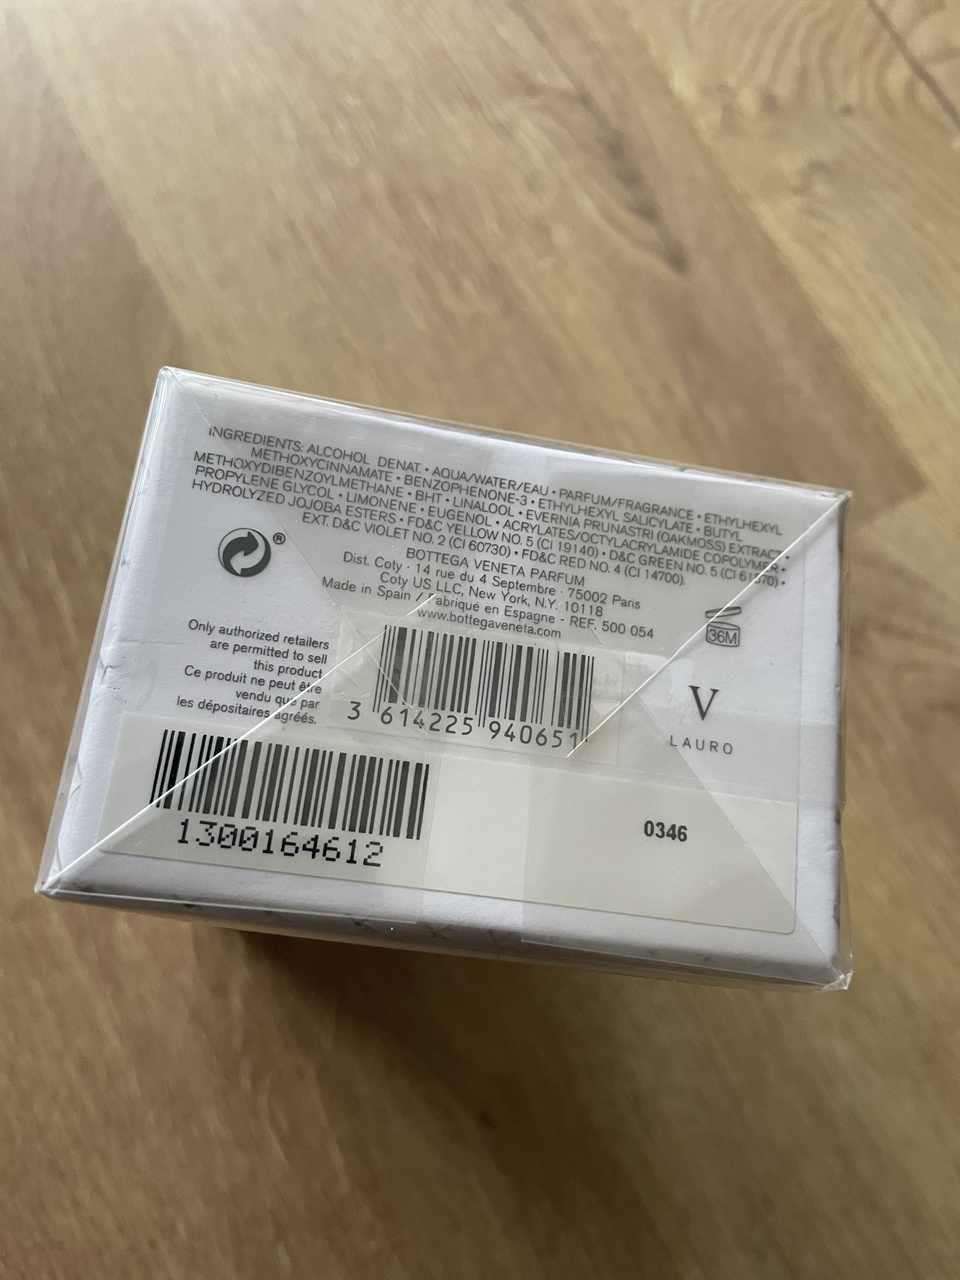 INGREDIENTS: ALCOHOL DENAT. • AQUA/WATER/EAU • PARFUM/FRAGRANCE • ETHYLHEXYL
METHOXYCINNAMATE • BENZOPHENONE-3 • ETHYLHEXYL SALICYLATE • BUTYL
METHOXYDIBENZOYLMETHANE • BHT • LINALOOL • EVERNIA PRUNASTRI (OAKMOSS) EXTRACT •
PROPYLENE GLYCOL • LIMONENE • EUGENOL • ACRYLATES/OCTYLACRYLAMIDE COPOLYMER •
HYDROLYZED JOJOBA ESTERS • FD&C YELLOW NO. 5 (CI 19140) • D&C GREEN NO. 5 (CI 61570) •
EXT. D&C VIOLET NO. 2 (CI 60730) • FD&C RED NO. 4 (CI 14700).
®
BOTTEGA VENETA PARFUM
Dist. Coty · 14 rue du 4 Septembre · 75002 Paris
Coty US LLC, New York, N.Y. 10118
Made in Spain / Fabriqué en Espagne - REF. 500 054
www.bottegaveneta.com
36M
Only authorized retailers
are permitted to sell
this product
Ce produit ne peut être
vendu que par
les dépositaires agréés.
3 614225 940651
V
LAURO
1300164612
0346